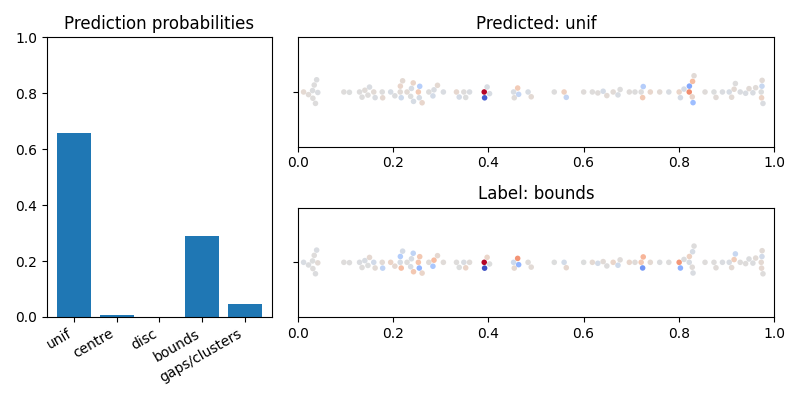 Prediction probabilities
1.0
0.8
0.6
0.4
0.2
0.0
unif
centre
disc
bounds
gaps/clusters
Predicted: unif
0.0 0.2 0.4 0.6 0.8 1.0
Label: bounds
0.0 0.2 0.4 0.6 0.8 1.0